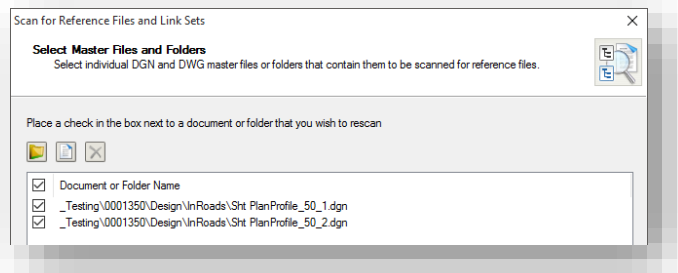 Scan for Reference Files and Link Sets
Select Master Files and Folders
Select individual DGN and DWG master files or folders that contain them to be scanned for reference files.
Place a check in the box next to a document or folder that you wish to rescan
Document or Folder Name
_Testing\0001350\Design\InRoads\Sht PlanProfile_50_1.dgn
_Testing\0001350\Design\InRoads\Sht PlanProfile_50_2.dgn